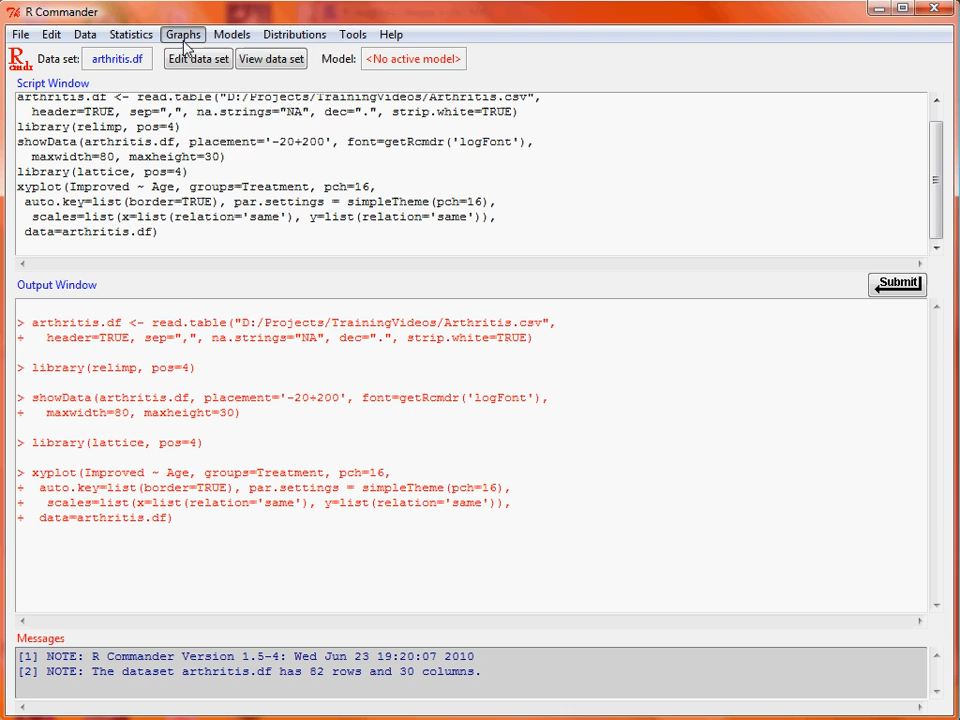 R Commander
File Edit Data Statistics Graphs Models Distributions Tools Help
R cmdr Data set: arthritis.df Edit data set View data set Model: <No active model>
Script Window
arthritis.df <- read.table("D:/Projects/TrainingVideos/Arthritis.csv",
  header=TRUE, sep=",", na.strings="NA", dec=".", strip.white=TRUE)
library(relimp, pos=4)
showData(arthritis.df, placement='-20+200', font=getRcmdr('logFont'),
  maxwidth=80, maxheight=30)
library(lattice, pos=4)
xyplot(Improved ~ Age, groups=Treatment, pch=16,
 auto.key=list(border=TRUE), par.settings = simpleTheme(pch=16),
  scales=list(x=list(relation='same'), y=list(relation='same')),
 data=arthritis.df)
Output Window
Submit
> arthritis.df <- read.table("D:/Projects/TrainingVideos/Arthritis.csv",
+   header=TRUE, sep=",", na.strings="NA", dec=".", strip.white=TRUE)
> library(relimp, pos=4)
> showData(arthritis.df, placement='-20+200', font=getRcmdr('logFont'),
+   maxwidth=80, maxheight=30)
> library(lattice, pos=4)
> xyplot(Improved ~ Age, groups=Treatment, pch=16,
+  auto.key=list(border=TRUE), par.settings = simpleTheme(pch=16),
+   scales=list(x=list(relation='same'), y=list(relation='same')),
+  data=arthritis.df)
Messages
[1] NOTE: R Commander Version 1.5-4: Wed Jun 23 19:20:07 2010
[2] NOTE: The dataset arthritis.df has 82 rows and 30 columns.